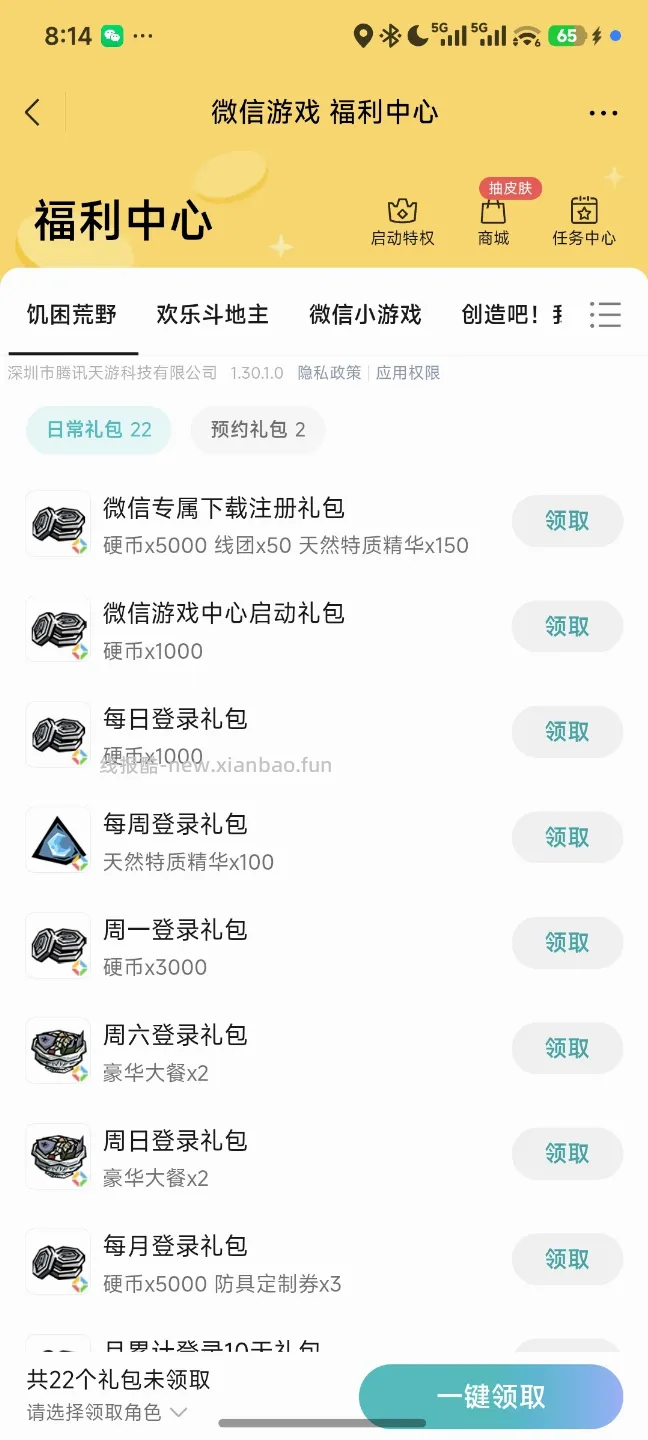 8:14 ···
5G 5G 6 65
微信游戏 福利中心
福利中心
抽皮肤
启动特权 商城 任务中心
饥困荒野 欢乐斗地主 微信小游戏 创造吧！
深圳市腾讯天游科技有限公司 1.30.1.0 隐私政策 应用权限
日常礼包 22 预约礼包 2
微信专属下载注册礼包
硬币x5000 线团x50 天然特质精华x150
领取
微信游戏中心启动礼包
硬币x1000
领取
每日登录礼包
硬币x1000
领取
线报酷-new.xianbao.fun
每周登录礼包
天然特质精华x100
领取
周一登录礼包
硬币x3000
领取
周六登录礼包
豪华大餐x2
领取
周日登录礼包
豪华大餐x2
领取
每月登录礼包
硬币x5000 防具定制券x3
领取
月累计登录10天礼包
共22个礼包未领取
请选择领取角色
一键领取